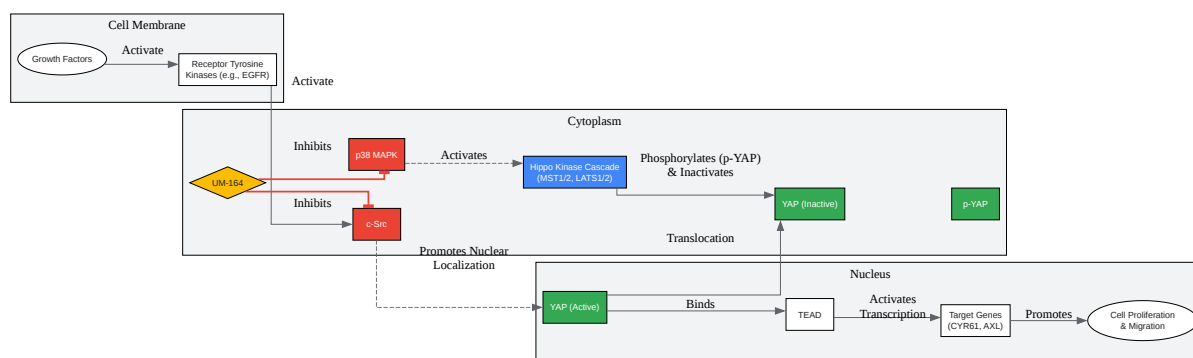 Cell Membrane
Growth Factors
Activate
Receptor Tyrosine
Kinases (e.g., EGFR)
Activate
Cytoplasm
Inhibits
p38 MAPK
Activates
Hippo Kinase Cascade
(MST1/2, LATS1/2)
Phosphorylates (p-YAP)
& Inactivates
UM-164
Inhibits
c-Src
YAP (Inactive)
p-YAP
Translocation
Promotes Nuclear
Localization
Nucleus
YAP (Active)
Binds
TEAD
Activates
Transcription
Target Genes
(CYR61, AXL)
Promotes
Cell Proliferation
& Migration